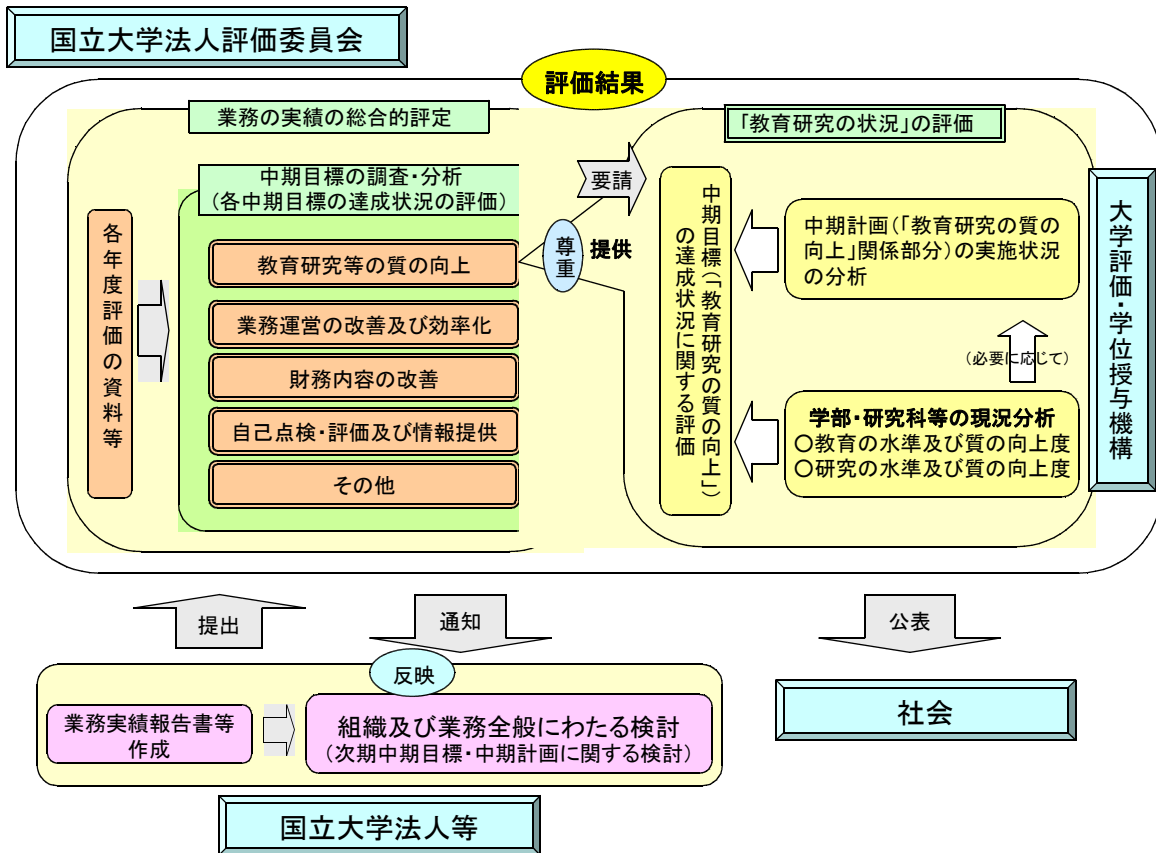 国立大学法人評価委員会
評価結果
業務の実績の総合的評定
中期目標の調査・分析
(各中期目標の達成状況の評価)
各年度評価の資料等
教育研究等の質の向上
業務運営の改善及び効率化
財務内容の改善
自己点検・評価及び情報提供
その他
要請
尊重
提供
「教育研究の状況」の評価
中期目標(「教育研究の質の向上」)
の達成状況に関する評価
中期計画(「教育研究の質の
向上」関係部分)の実施状況
の分析
(必要に応じて)
学部・研究科等の現況分析
○教育の水準及び質の向上度
○研究の水準及び質の向上度
大学評価・学位授与機構
提出
通知
公表
反映
業務実績報告書等
作成
組織及び業務全般にわたる検討
(次期中期目標・中期計画に関する検討)
国立大学法人等
社会